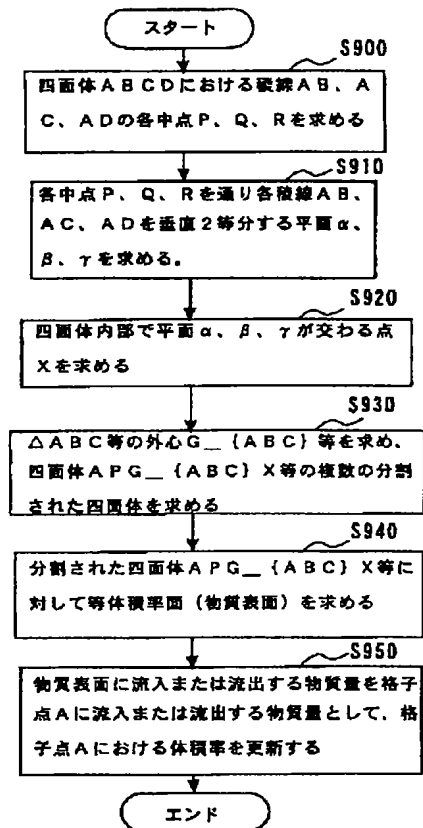 スタート
S900
四面体ABCDにおける稜線AB、A
C、ADの各中点P、Q、Rを求める
S910
各中点P、Q、Rを通り各稜線AB、
AC、ADを垂直2等分する平面α、
β、γを求める。
S920
四面体内部で平面α、β、γが交わる点
Xを求める
S930
△ABC等の外心G＿{ABC}等を求め、
四面体APG＿{ABC}X等の複数の分割
された四面体を求める
S940
分割された四面体APG＿{ABC}X等に
対して等体積率面（物質表面）を求める
S950
物質表面に流入または流出する物質量を格子
点Aに流入または流出する物質量として、格
子点Aにおける体積率を更新する
エンド